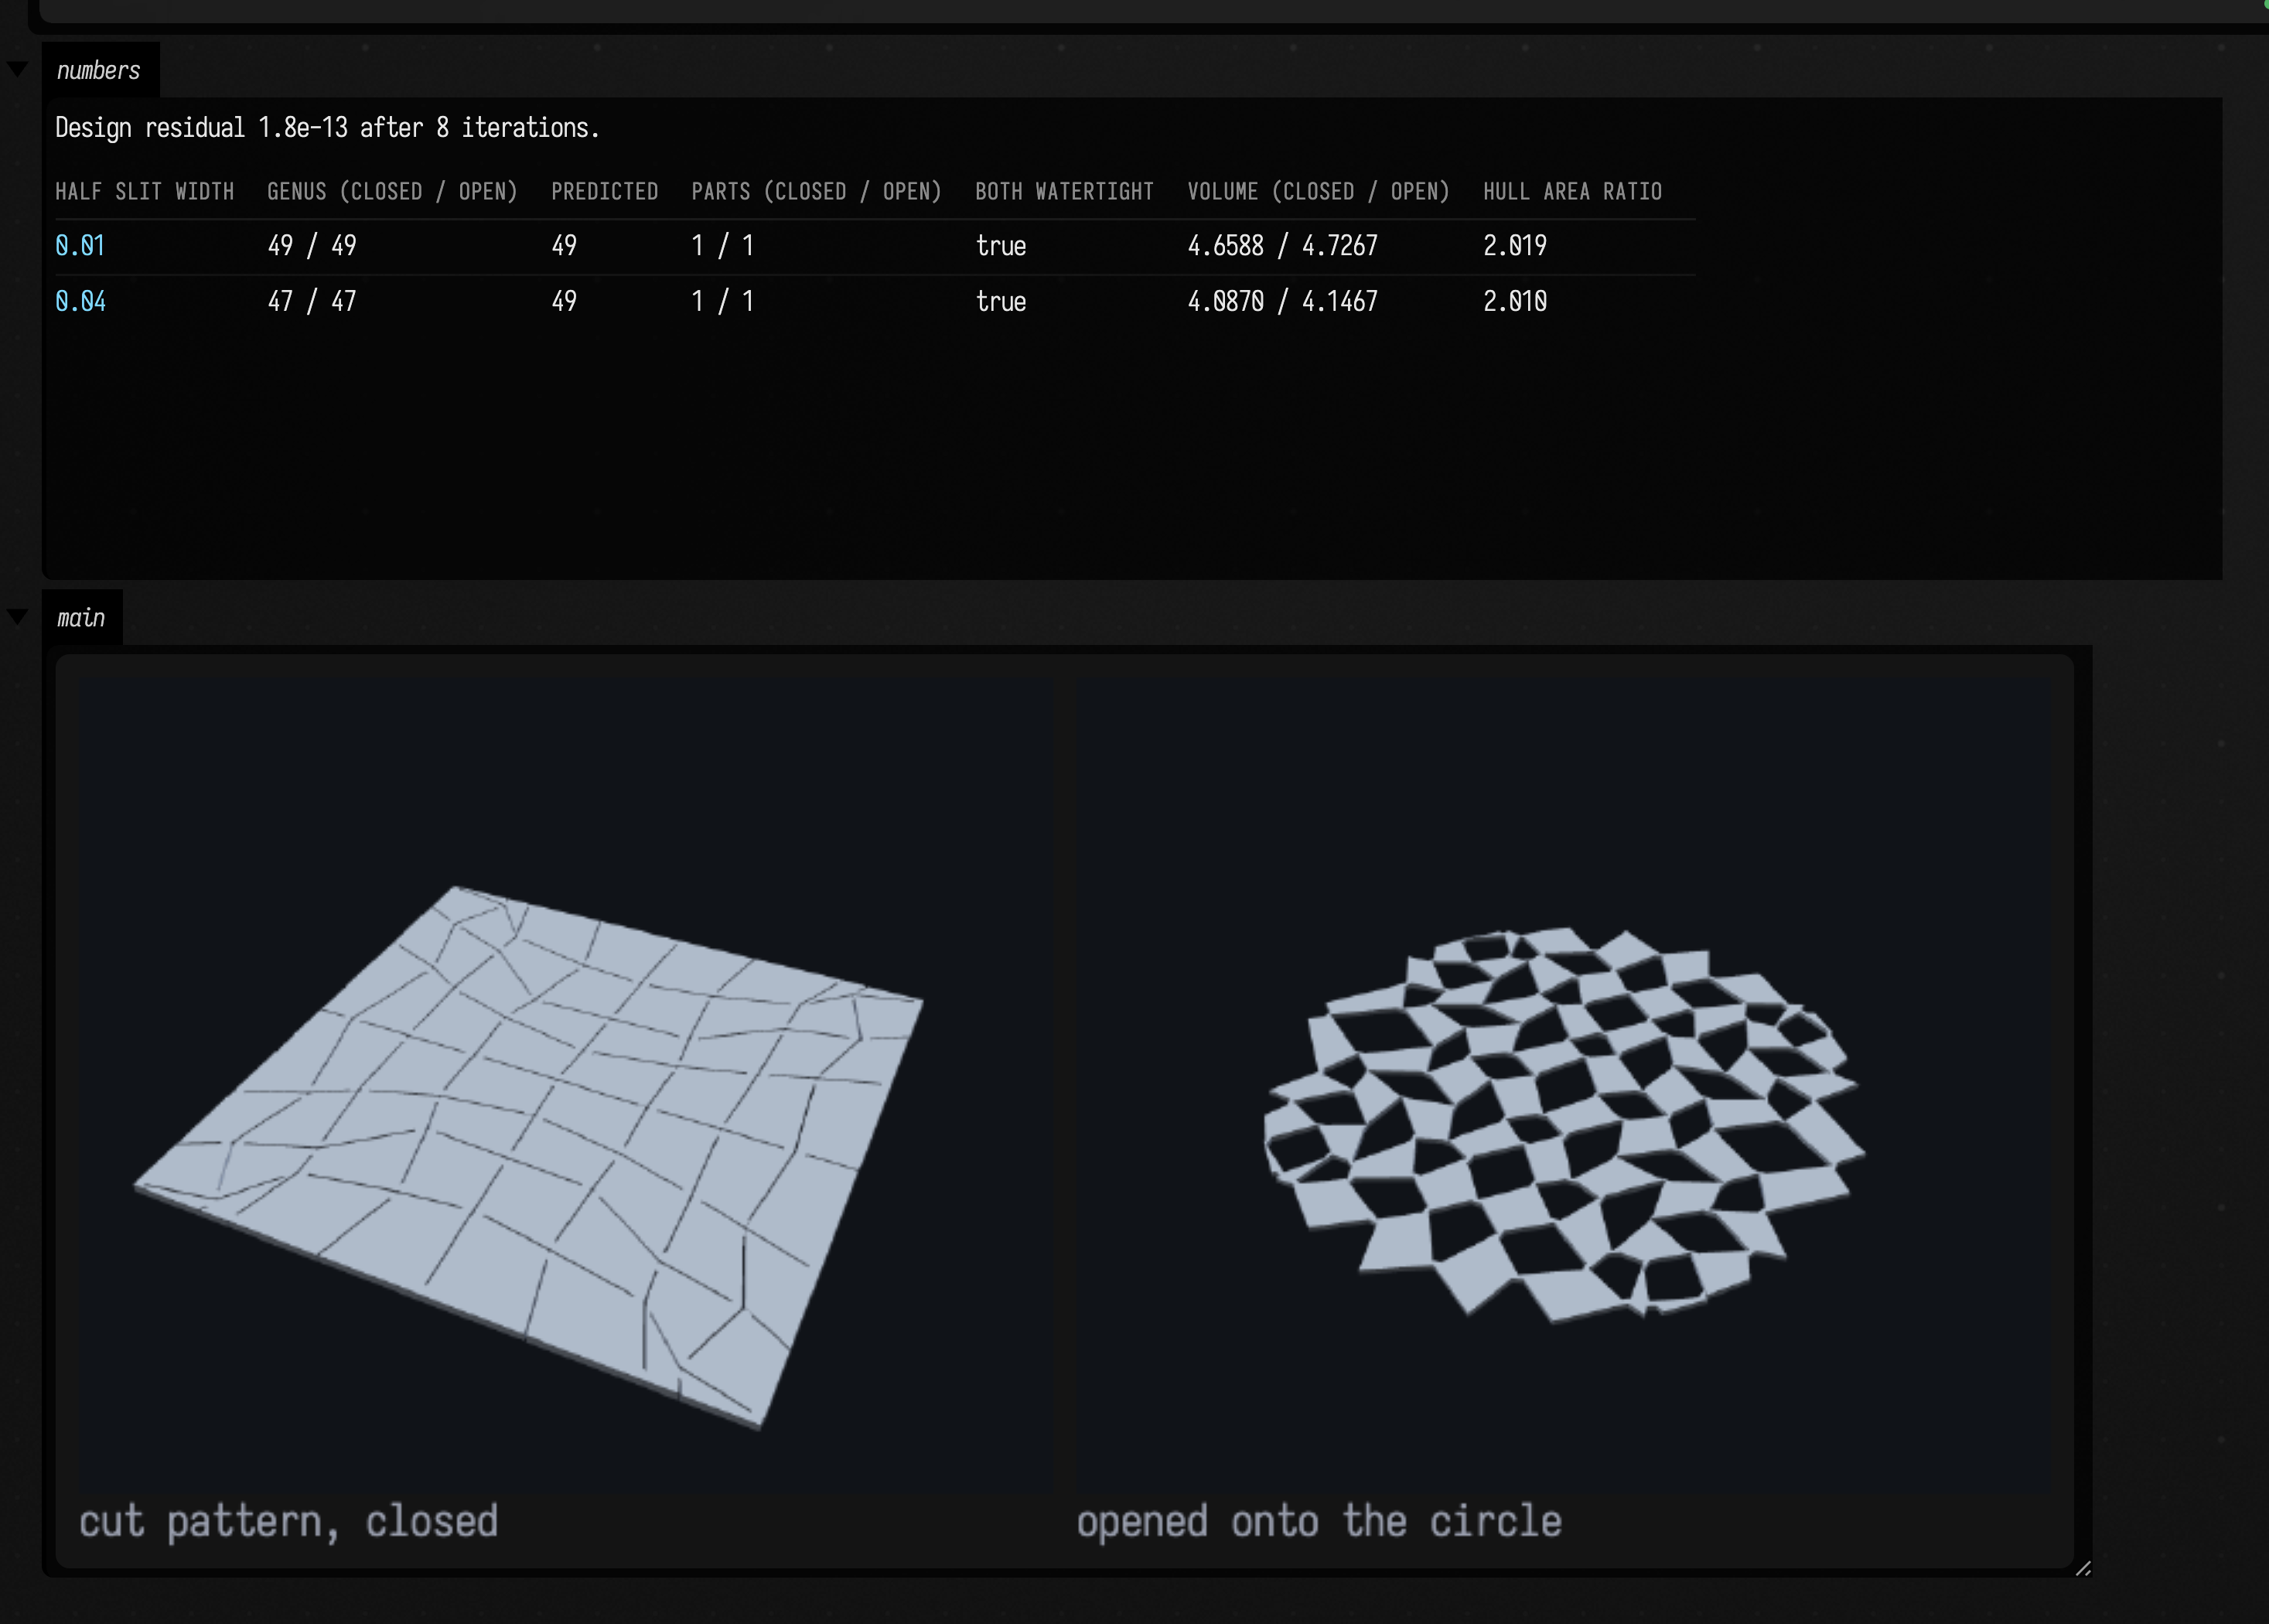 numbers
Design residual 1.8e-13 after 8 iterations.
HALF SLIT WIDTH GENUS (CLOSED / OPEN) PREDICTED PARTS (CLOSED / OPEN) BOTH WATERTIGHT VOLUME (CLOSED / OPEN) HULL AREA RATIO
0.01 49 / 49 49 1 / 1 true 4.6588 / 4.7267 2.019
0.04 47 / 47 49 1 / 1 true 4.0870 / 4.1467 2.010
main
cut pattern, closed
opened onto the circle